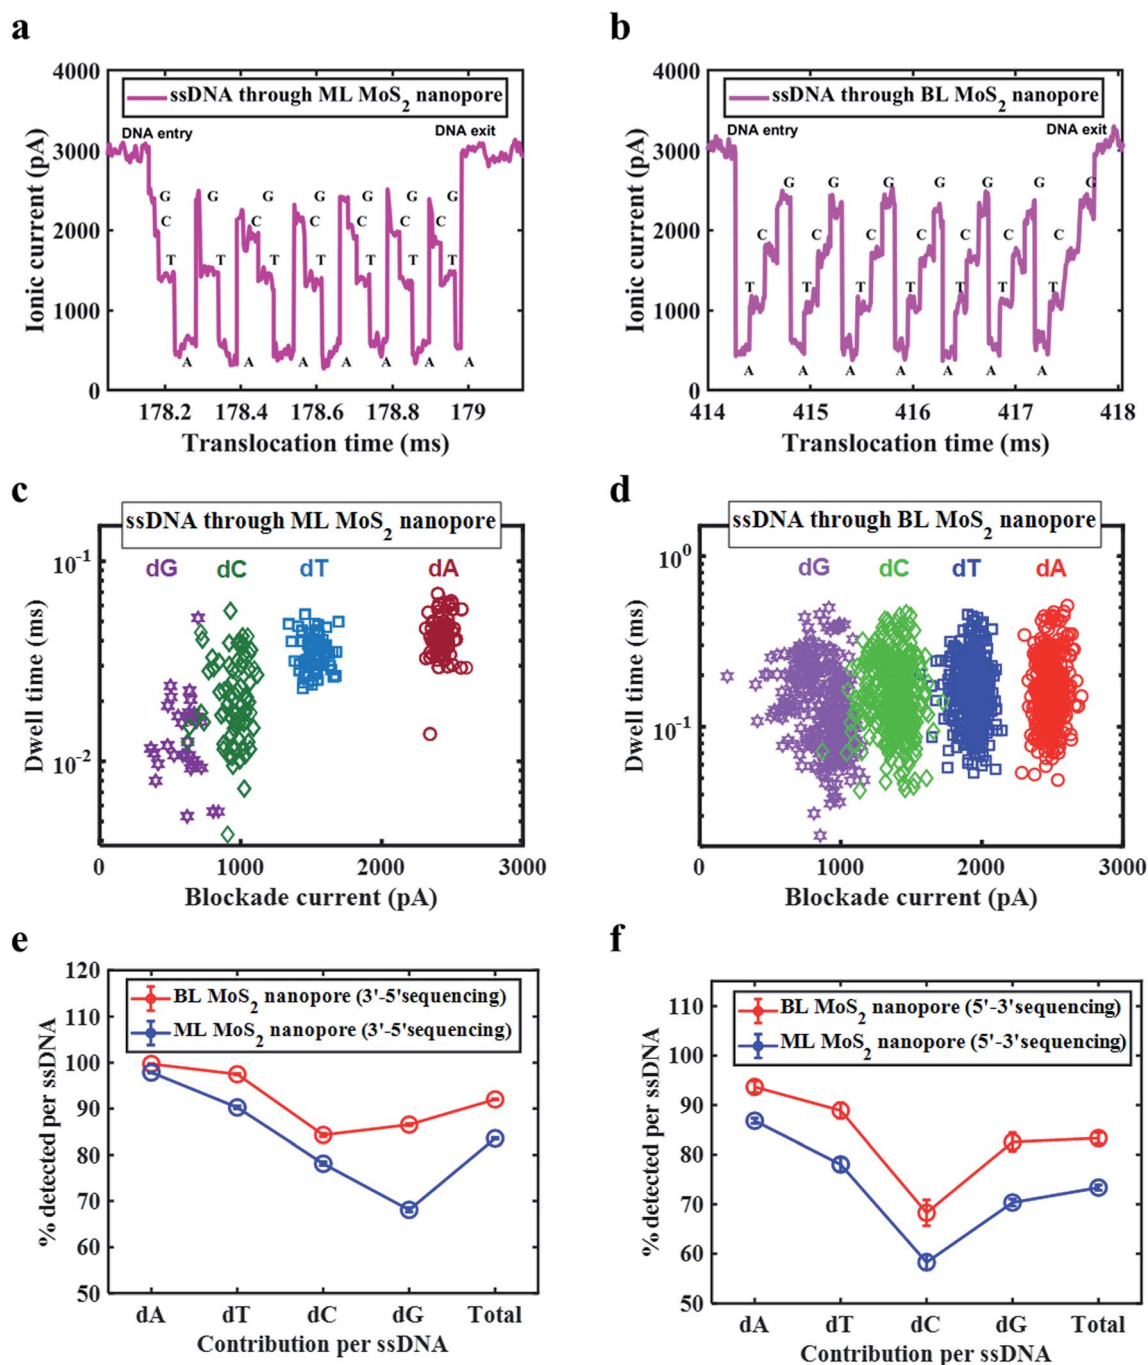 a
4000
3000
2000
1000
0
Ionic current (pA)
ssDNA through ML MoS2 nanopore
DNA entry
DNA exit
G
C
T
A
G
T
A
G
C
T
A
G
C
T
A
G
C
T
A
G
C
T
A
G
C
T
A
178.2
178.4
178.6
178.8
179
Translocation time (ms)
b
4000
3000
2000
1000
0
Ionic current (pA)
ssDNA through BL MoS2 nanopore
DNA entry
DNA exit
A
T
C
G
A
T
C
G
A
T
C
G
A
T
C
G
A
T
C
G
A
T
C
G
A
T
C
G
414
415
416
417
418
Translocation time (ms)
c
ssDNA through ML MoS2 nanopore
dG
dC
dT
dA
10-1
10-2
Dwell time (ms)
0
1000
2000
3000
Blockade current (pA)
d
ssDNA through BL MoS2 nanopore
dG
dC
dT
dA
100
10-1
Dwell time (ms)
0
1000
2000
3000
Blockade current (pA)
e
120
110
100
90
80
70
60
50
% detected per ssDNA
BL MoS2 nanopore (3'-5'sequencing)
ML MoS2 nanopore (3'-5'sequencing)
dA
dT
dC
dG
Total
Contribution per ssDNA
f
110
100
90
80
70
60
50
% detected per ssDNA
BL MoS2 nanopore (5'-3'sequencing)
ML MoS2 nanopore (5'-3'sequencing)
dA
dT
dC
dG
Total
Contribution per ssDNA